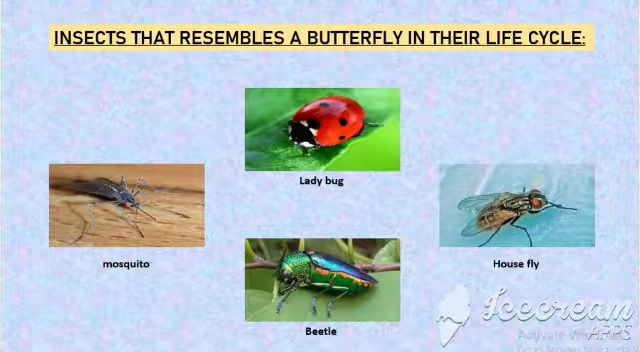 INSECTS THAT RESEMBLES A BUTTERFLY IN THEIR LIFE CYCLE:
Lady bug
mosquito
House fly
Beetle
Icecream
APPS